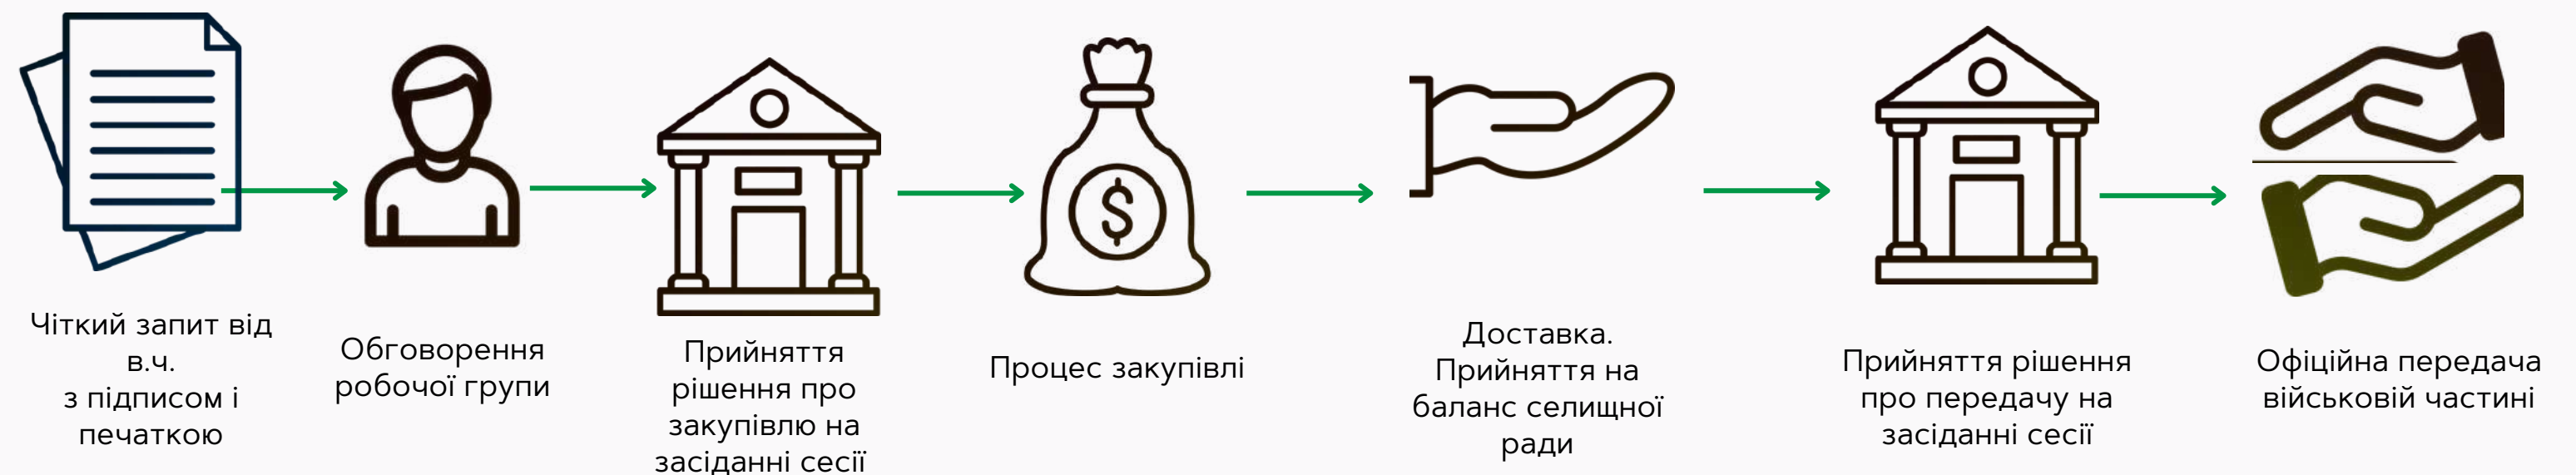 Чіткий запит від
в.ч.
з підписом і
печаткою
Обговорення
робочої групи
Прийняття
рішення про
закупівлю на
засіданні сесії
$
Процес закупівлі
Доставка.
Прийняття на
баланс селищної
ради
Прийняття рішення
про передачу на
засіданні сесії
Офіційна передача
військовій частині